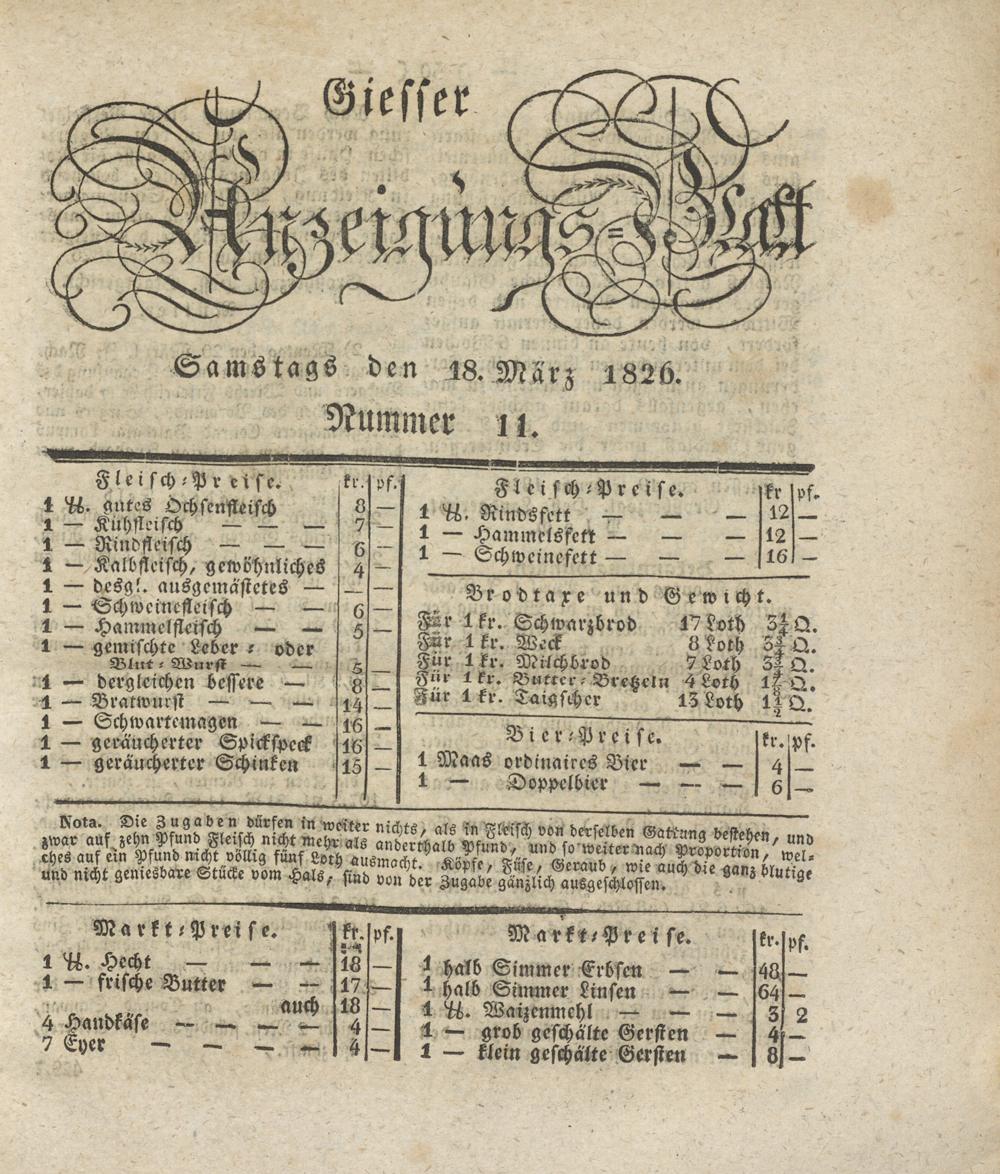 Giesser
Anzeigungs=Blatt
Samstags den 18. März 1826.
Nummer 11.
Fleisch-Preise. kr. pf.
1 ℔. gutes Ochsenfleisch 8 —
1 — Kuhfleisch — — — 7 —
1 — Rindfleisch — — — 6 —
1 — Kalbfleisch, gewöhnliches 4 —
1 — desgl. ausgemästetes — — —
1 — Schweinefleisch — — 6 —
1 — Hammelfleisch — — 5 —
1 — gemischte Leber- oder
Blut-Wurst — — 5 —
1 — dergleichen bessere — 8 —
1 — Bratwurst — — 14 —
1 — Schwartemagen — — 16 —
1 — geräucherter Spickspeck 16 —
1 — geräucherter Schinken 15 —
Fleisch-Preise. kr pf.
1 ℔. Rindsfett — — — 12 —
1 — Hammelsfett — — — 12 —
1 — Schweinefett — — — 16 —
Brodtaxe und Gewicht.
Für 1 kr. Schwarzbrod 17 Loth 3¼ Q.
Für 1 kr. Weck 8 Loth 3¾ Q.
Für 1 kr. Milchbrod 7 Loth 3¾ Q.
Für 1 kr. Butter-Bretzeln 4 Loth 1⅞ Q.
Für 1 kr. Taigscher 13 Loth 1½ Q.
Bier-Preise. kr. pf.
1 Maas ordinaires Bier — — 4 —
1 — Doppelbier — — 6 —
Nota. Die Zugaben dürfen in weiter nichts, als in Fleisch von derselben Gattung bestehen, und
zwar auf zehn Pfund Fleisch nicht mehr als anderthalb Pfund, und so weiter nach Proportion, wel-
ches auf ein Pfund nicht völlig fünf Loth ausmacht. Köpfe, Füse, Geraub, wie auch die ganz blutige
und nicht geniesbare Stücke vom Hals, sind von der Zugabe gänzlich ausgeschlossen.
Markt-Preise. kr. pf.
1 ℔. Hecht — — — 18 —
1 — frische Butter — — 17 —
auch 18 —
4 Handkäse — — — — 4 —
7 Eyer — — — — 4 —
Markt-Preise. kr. pf.
1 halb Simmer Erbsen — — 48 —
1 halb Simmer Linsen — — 64 —
1 ℔. Waizenmehl — — — 3 2
1 — grob geschälte Gersten — 4 —
1 — klein geschälte Gersten — 8 —